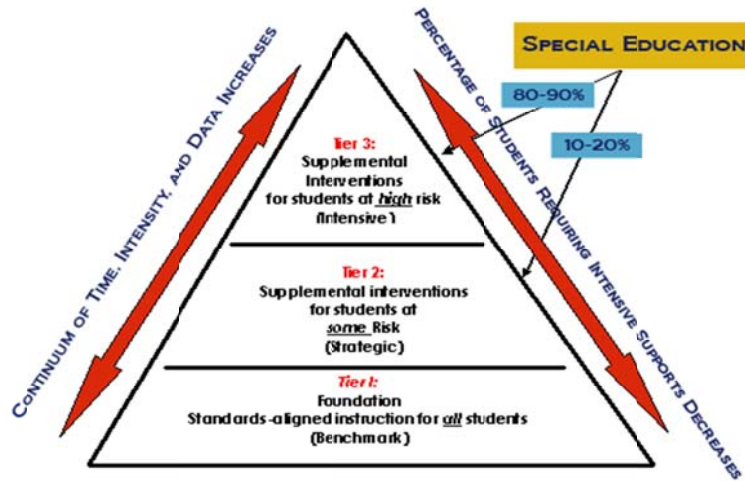 SPECIAL EDUCATION
80-90%
10-20%
CONTINUUM OF TIME, INTENSITY, AND DATA INCREASES
PERCENTAGE OF STUDENTS REQUIRING INTENSIVE SUPPORTS DECREASES
Tier 3:
Supplemental
Interventions
for students at high risk
(Intensive)
Tier 2:
Supplemental interventions
for students at
some Risk
(Strategic)
Tier 1:
Foundation
Standards-aligned instruction for all students
(Benchmark)